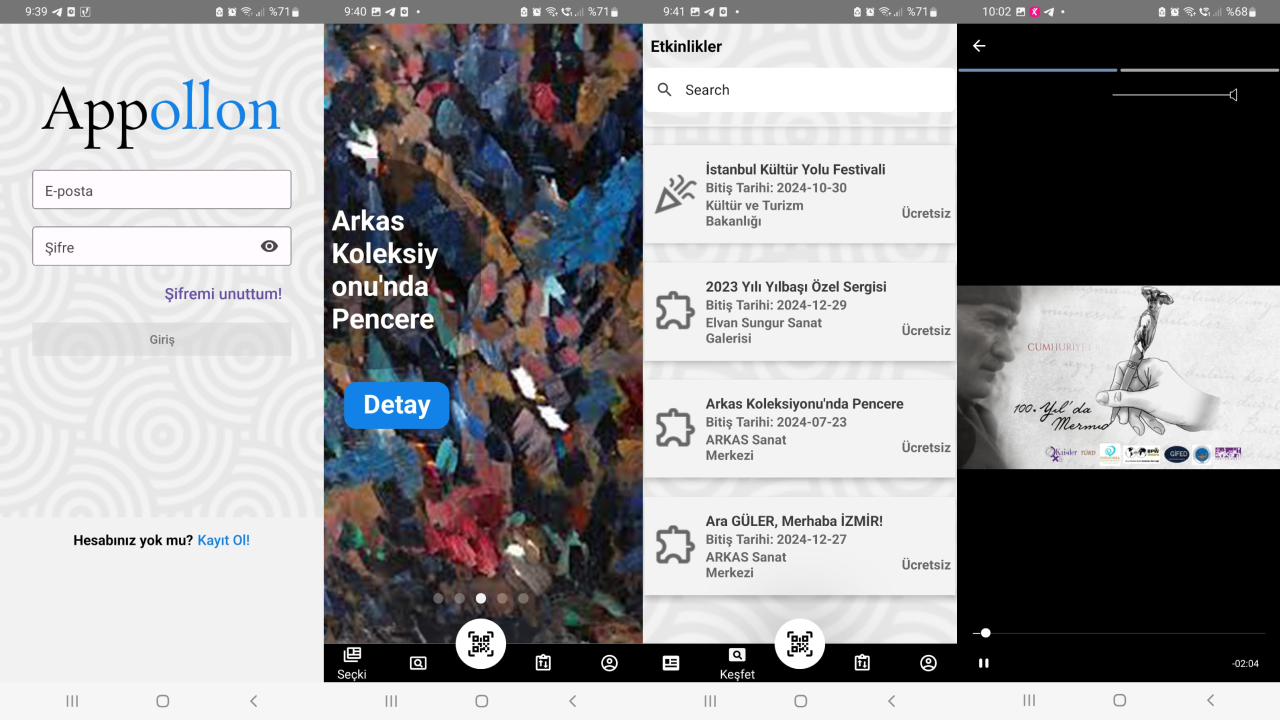 9:39
%71
Appollon
E-posta
Şifre
Şifremi unuttum!
Giriş
Hesabınız yok mu? Kayıt Ol!
9:40
%71
Arkas
Koleksiy
onu'nda
Pencere
Detay
Seçki
9:41
%71
Etkinlikler
Search
İstanbul Kültür Yolu Festivali
Bitiş Tarihi: 2024-10-30
Kültür ve Turizm
Bakanlığı
Ücretsiz
2023 Yılı Yılbaşı Özel Sergisi
Bitiş Tarihi: 2024-12-29
Elvan Sungur Sanat
Galerisi
Ücretsiz
Arkas Koleksiyonu'nda Pencere
Bitiş Tarihi: 2024-07-23
ARKAS Sanat
Merkezi
Ücretsiz
Ara GÜLER, Merhaba İZMİR!
Bitiş Tarihi: 2024-12-27
ARKAS Sanat
Merkezi
Ücretsiz
Keşfet
10:02
%68
CUMHURİYET
100. Yıl'da
Kaisder
TÜKD
GİFED
-02:04